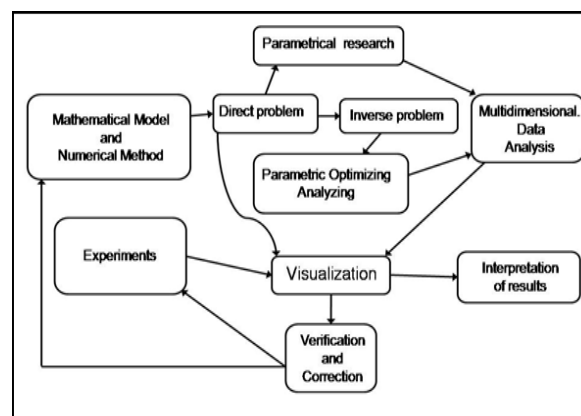 Parametrical research
Mathematical Model
and
Numerical Method
Direct problem
Inverse problem
Multidimensional.
Data
Analysis
Parametric Optimizing
Analyzing
Experiments
Visualization
Interpretation
of results
Verification
and
Correction